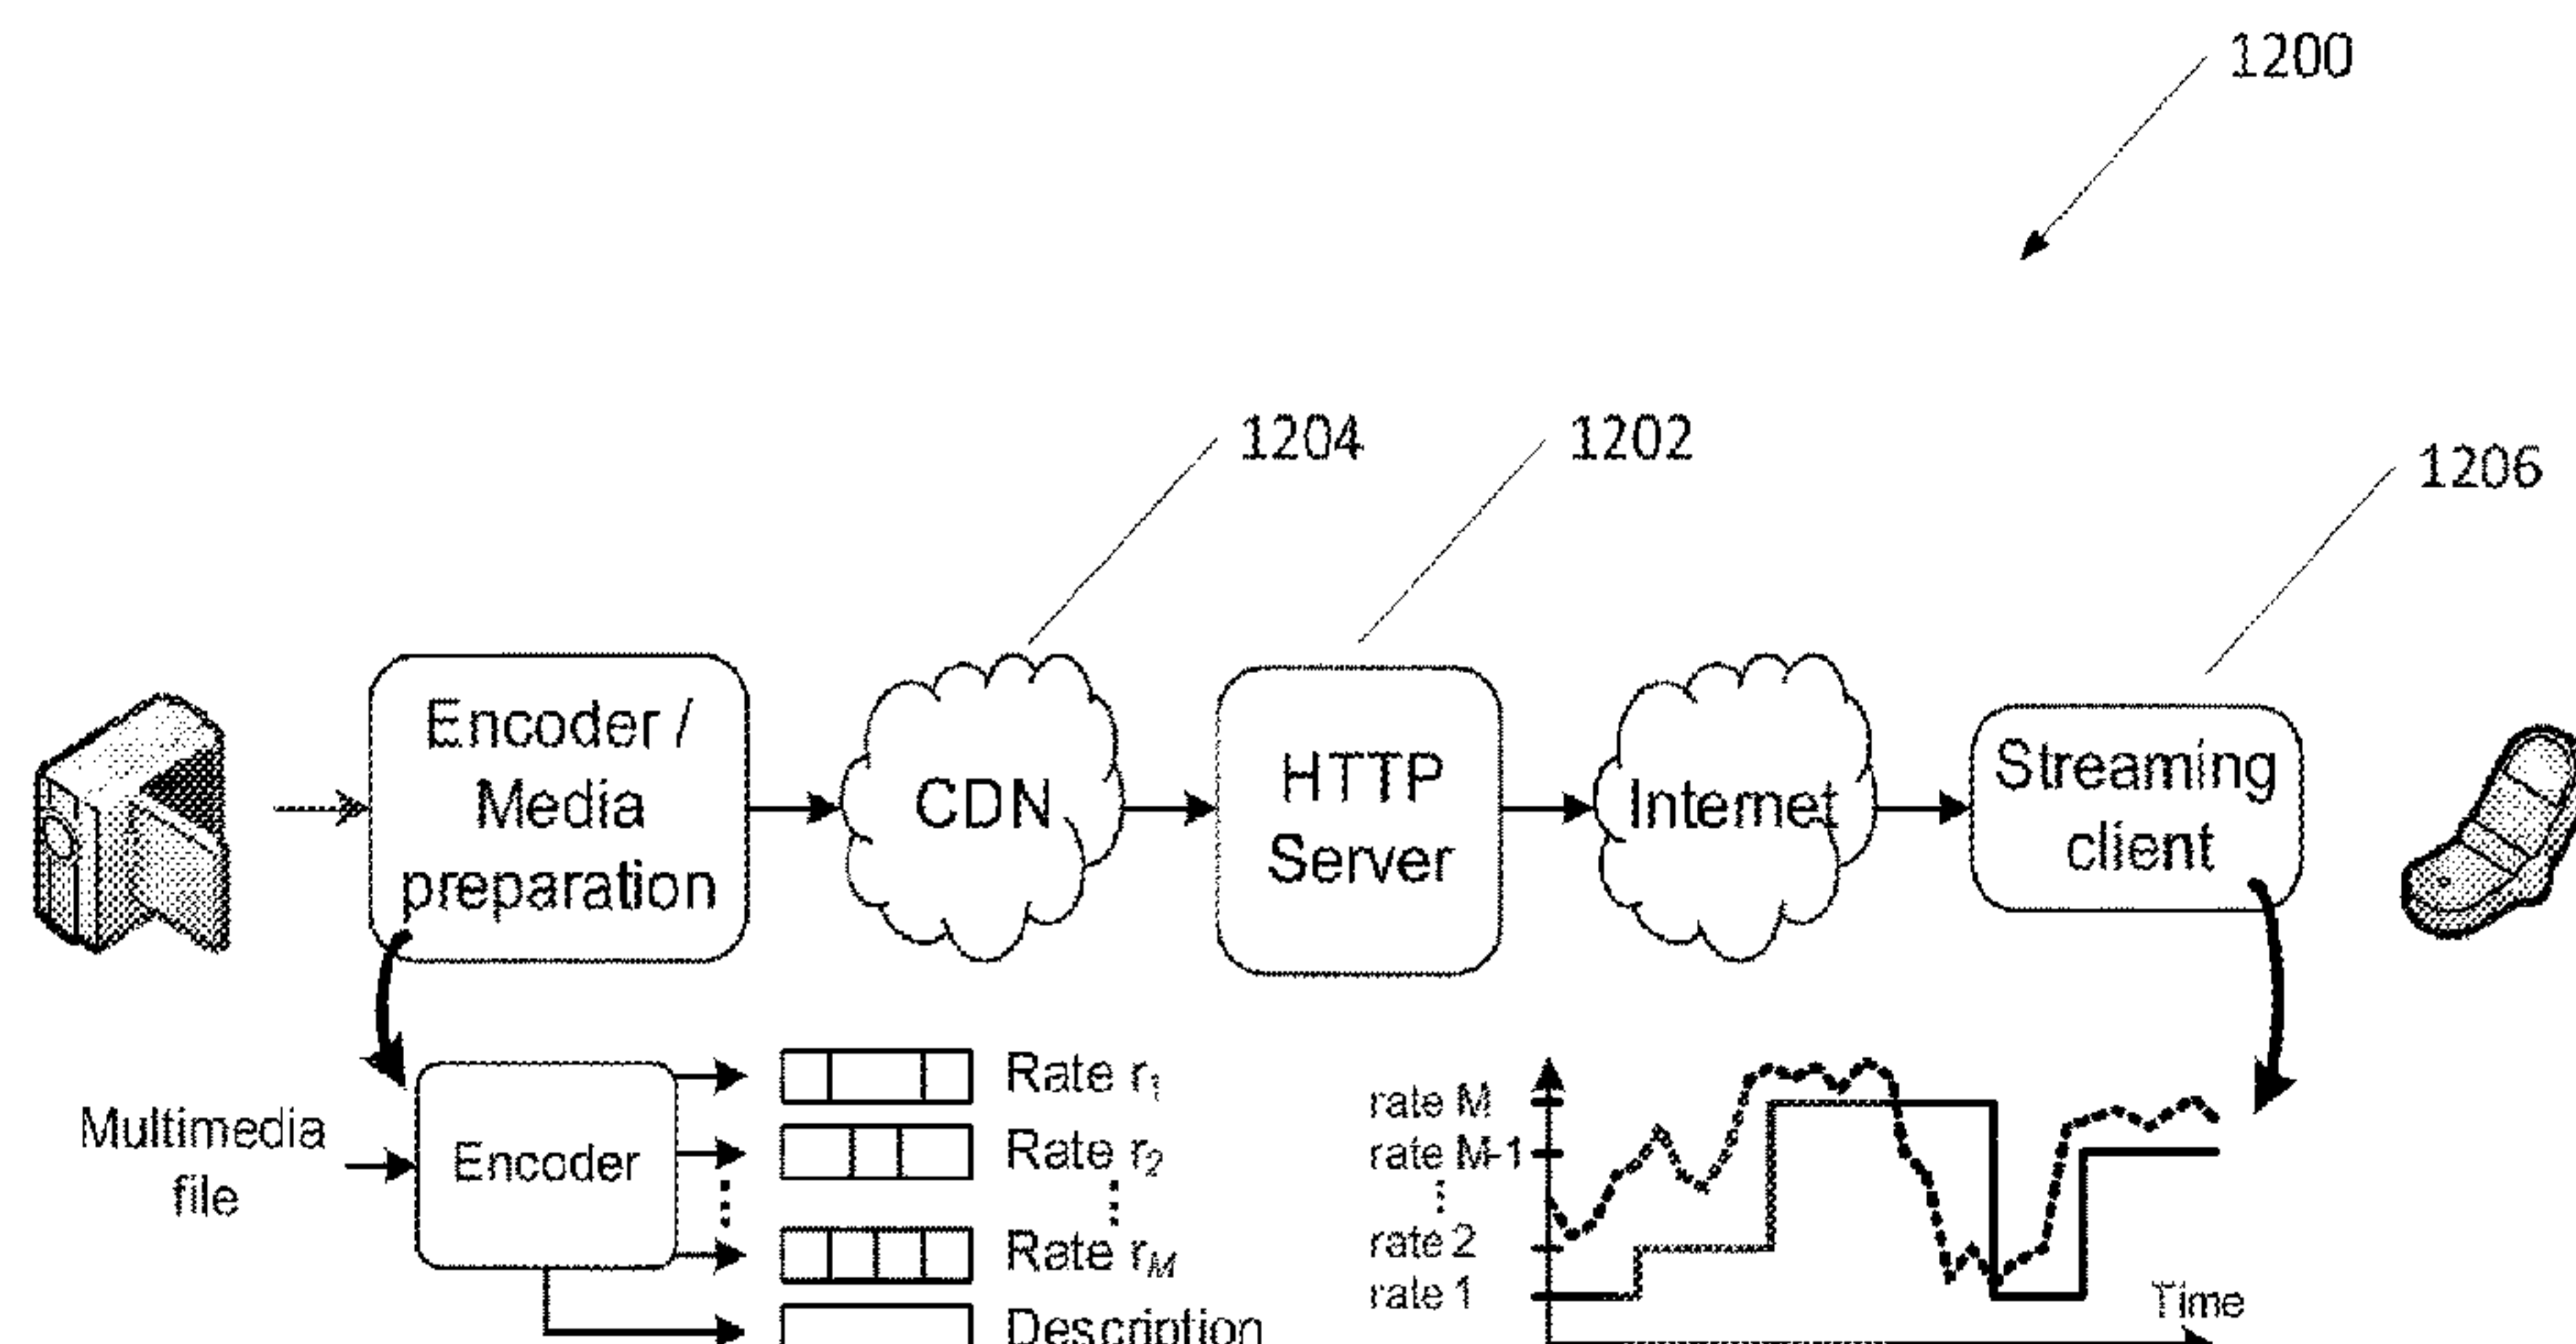 1200
1204
1202
1206
Encoder /
Media
preparation
CDN
HTTP
Server
Internet
Streaming
client
Multimedia
file
Encoder
Rate r1
Rate r2
Rate rM
Description
rate M
rate M-1
rate 2
rate 1
Time